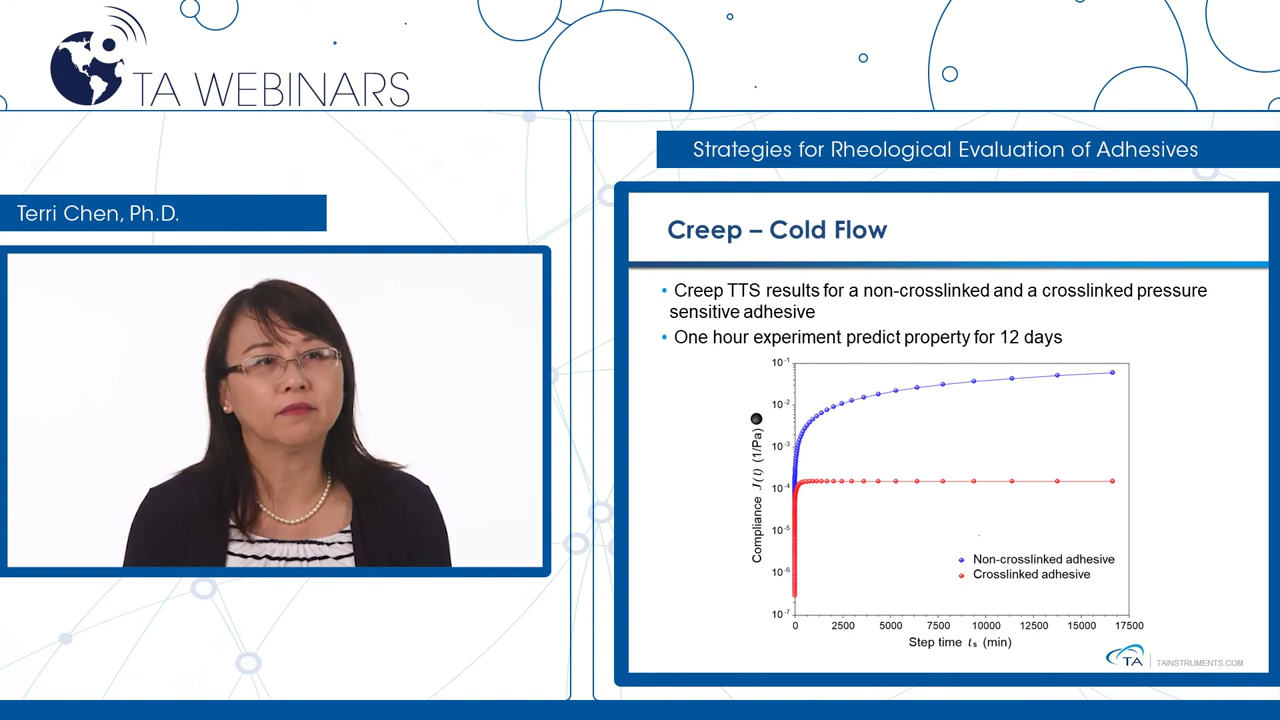 TA WEBINARS
Strategies for Rheological Evaluation of Adhesives
Terri Chen, Ph.D.
Creep – Cold Flow
• Creep TTS results for a non-crosslinked and a crosslinked pressure
sensitive adhesive
• One hour experiment predict property for 12 days
10⁻¹
10⁻²
10⁻³
10⁻⁴
10⁻⁵
10⁻⁶
10⁻⁷
Compliance J(t) (1/Pa)
Non-crosslinked adhesive
Crosslinked adhesive
0 2500 5000 7500 10000 12500 15000 17500
Step time tₛ (min)
TA TAINSTRUMENTS.COM